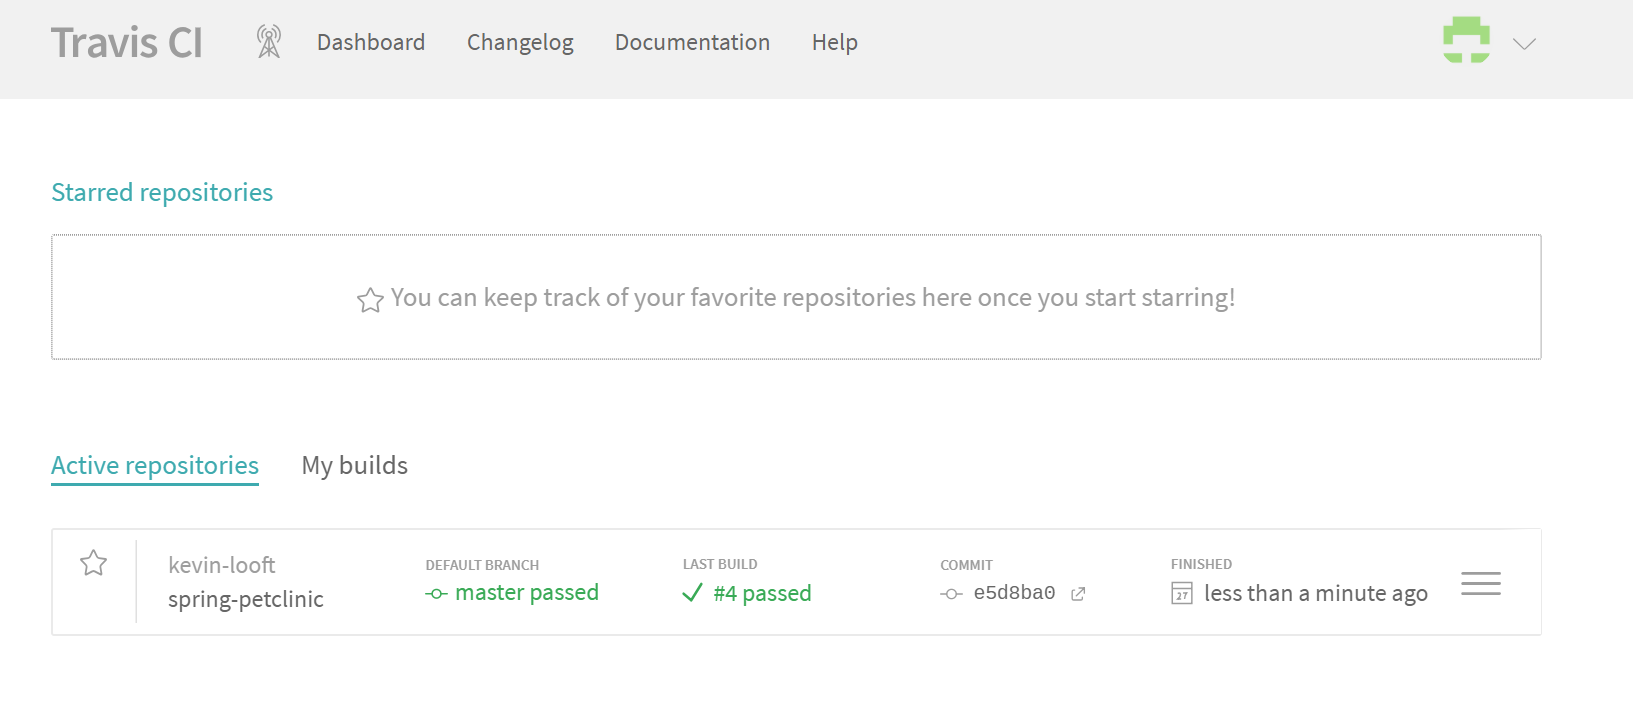 Travis CI Dashboard Changelog Documentation Help
Starred repositories
You can keep track of your favorite repositories here once you start starring!
Active repositories My builds
kevin-looft
spring-petclinic
DEFAULT BRANCH
master passed
LAST BUILD
#4 passed
COMMIT
e5d8ba0
FINISHED
27 less than a minute ago